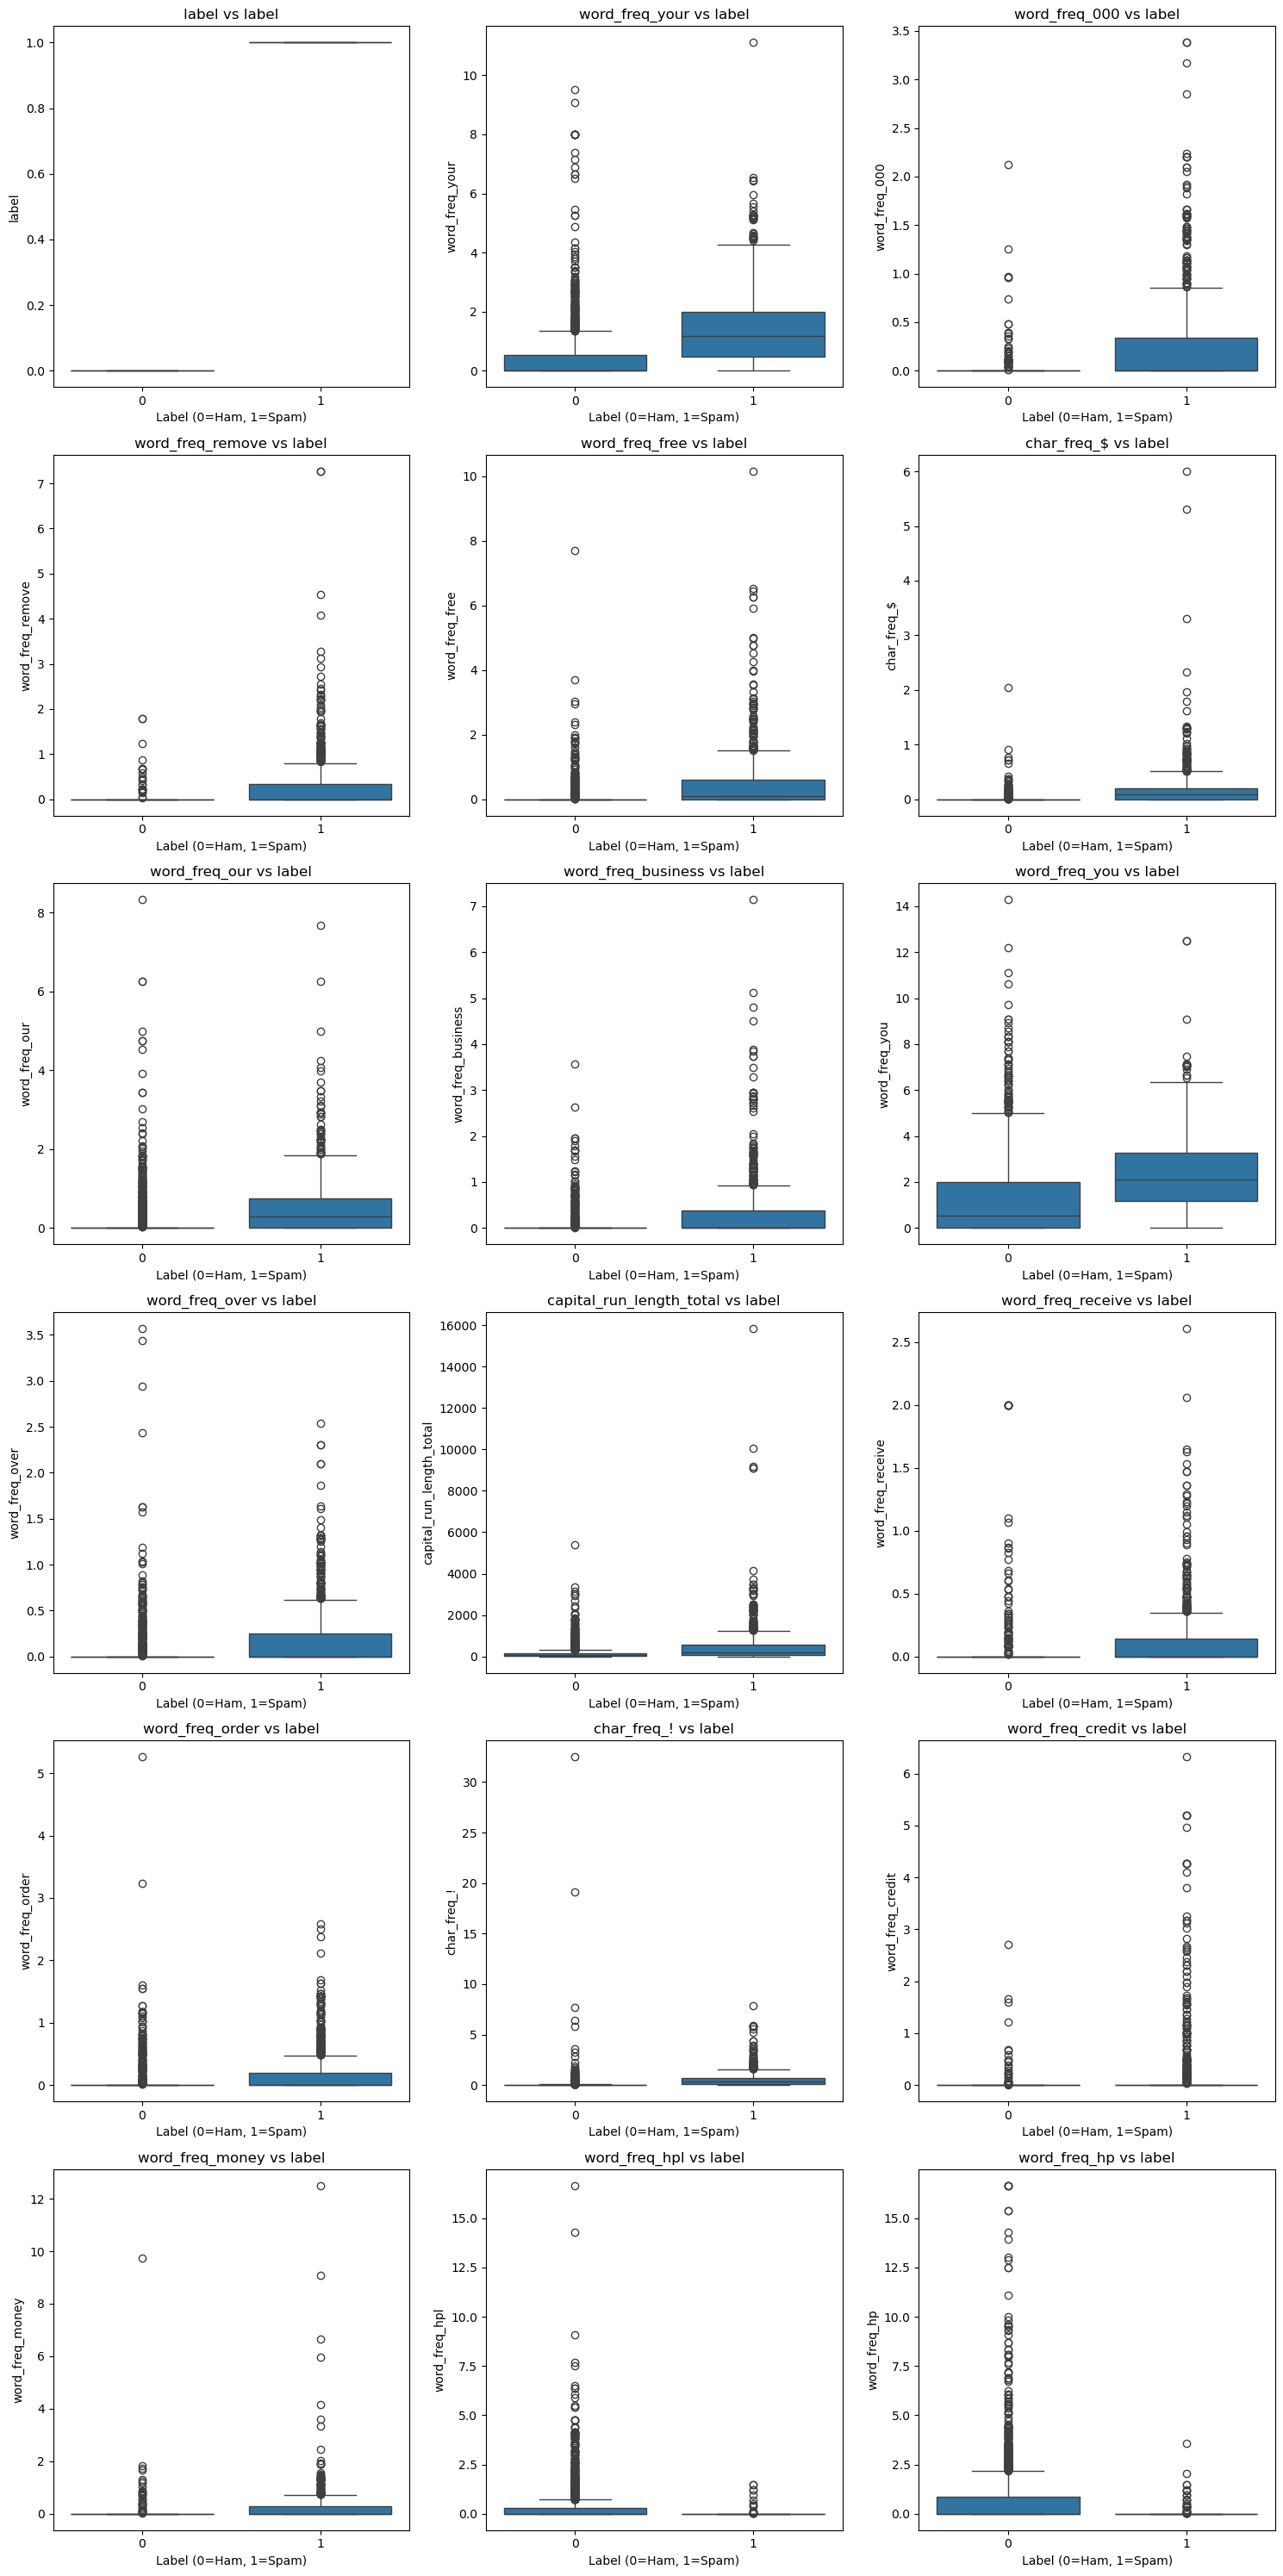 label vs label
label
1.0
0.8
0.6
0.4
0.2
0.0
0 1
Label (0=Ham, 1=Spam)
word_freq_your vs label
word_freq_your
10
8
6
4
2
0
0 1
Label (0=Ham, 1=Spam)
word_freq_000 vs label
word_freq_000
3.5
3.0
2.5
2.0
1.5
1.0
0.5
0.0
0 1
Label (0=Ham, 1=Spam)
word_freq_remove vs label
word_freq_remove
7
6
5
4
3
2
1
0
0 1
Label (0=Ham, 1=Spam)
word_freq_free vs label
word_freq_free
10
8
6
4
2
0
0 1
Label (0=Ham, 1=Spam)
char_freq_$ vs label
char_freq_$
6
5
4
3
2
1
0
0 1
Label (0=Ham, 1=Spam)
word_freq_our vs label
word_freq_our
8
6
4
2
0
0 1
Label (0=Ham, 1=Spam)
word_freq_business vs label
word_freq_business
7
6
5
4
3
2
1
0
0 1
Label (0=Ham, 1=Spam)
word_freq_you vs label
word_freq_you
14
12
10
8
6
4
2
0
0 1
Label (0=Ham, 1=Spam)
word_freq_over vs label
word_freq_over
3.5
3.0
2.5
2.0
1.5
1.0
0.5
0.0
0 1
Label (0=Ham, 1=Spam)
capital_run_length_total vs label
capital_run_length_total
16000
14000
12000
10000
8000
6000
4000
2000
0
0 1
Label (0=Ham, 1=Spam)
word_freq_receive vs label
word_freq_receive
2.5
2.0
1.5
1.0
0.5
0.0
0 1
Label (0=Ham, 1=Spam)
word_freq_order vs label
word_freq_order
5
4
3
2
1
0
0 1
Label (0=Ham, 1=Spam)
char_freq_! vs label
char_freq_!
30
25
20
15
10
5
0
0 1
Label (0=Ham, 1=Spam)
word_freq_credit vs label
word_freq_credit
6
5
4
3
2
1
0
0 1
Label (0=Ham, 1=Spam)
word_freq_money vs label
word_freq_money
12
10
8
6
4
2
0
0 1
Label (0=Ham, 1=Spam)
word_freq_hpl vs label
word_freq_hpl
15.0
12.5
10.0
7.5
5.0
2.5
0.0
0 1
Label (0=Ham, 1=Spam)
word_freq_hp vs label
word_freq_hp
15.0
12.5
10.0
7.5
5.0
2.5
0.0
0 1
Label (0=Ham, 1=Spam)